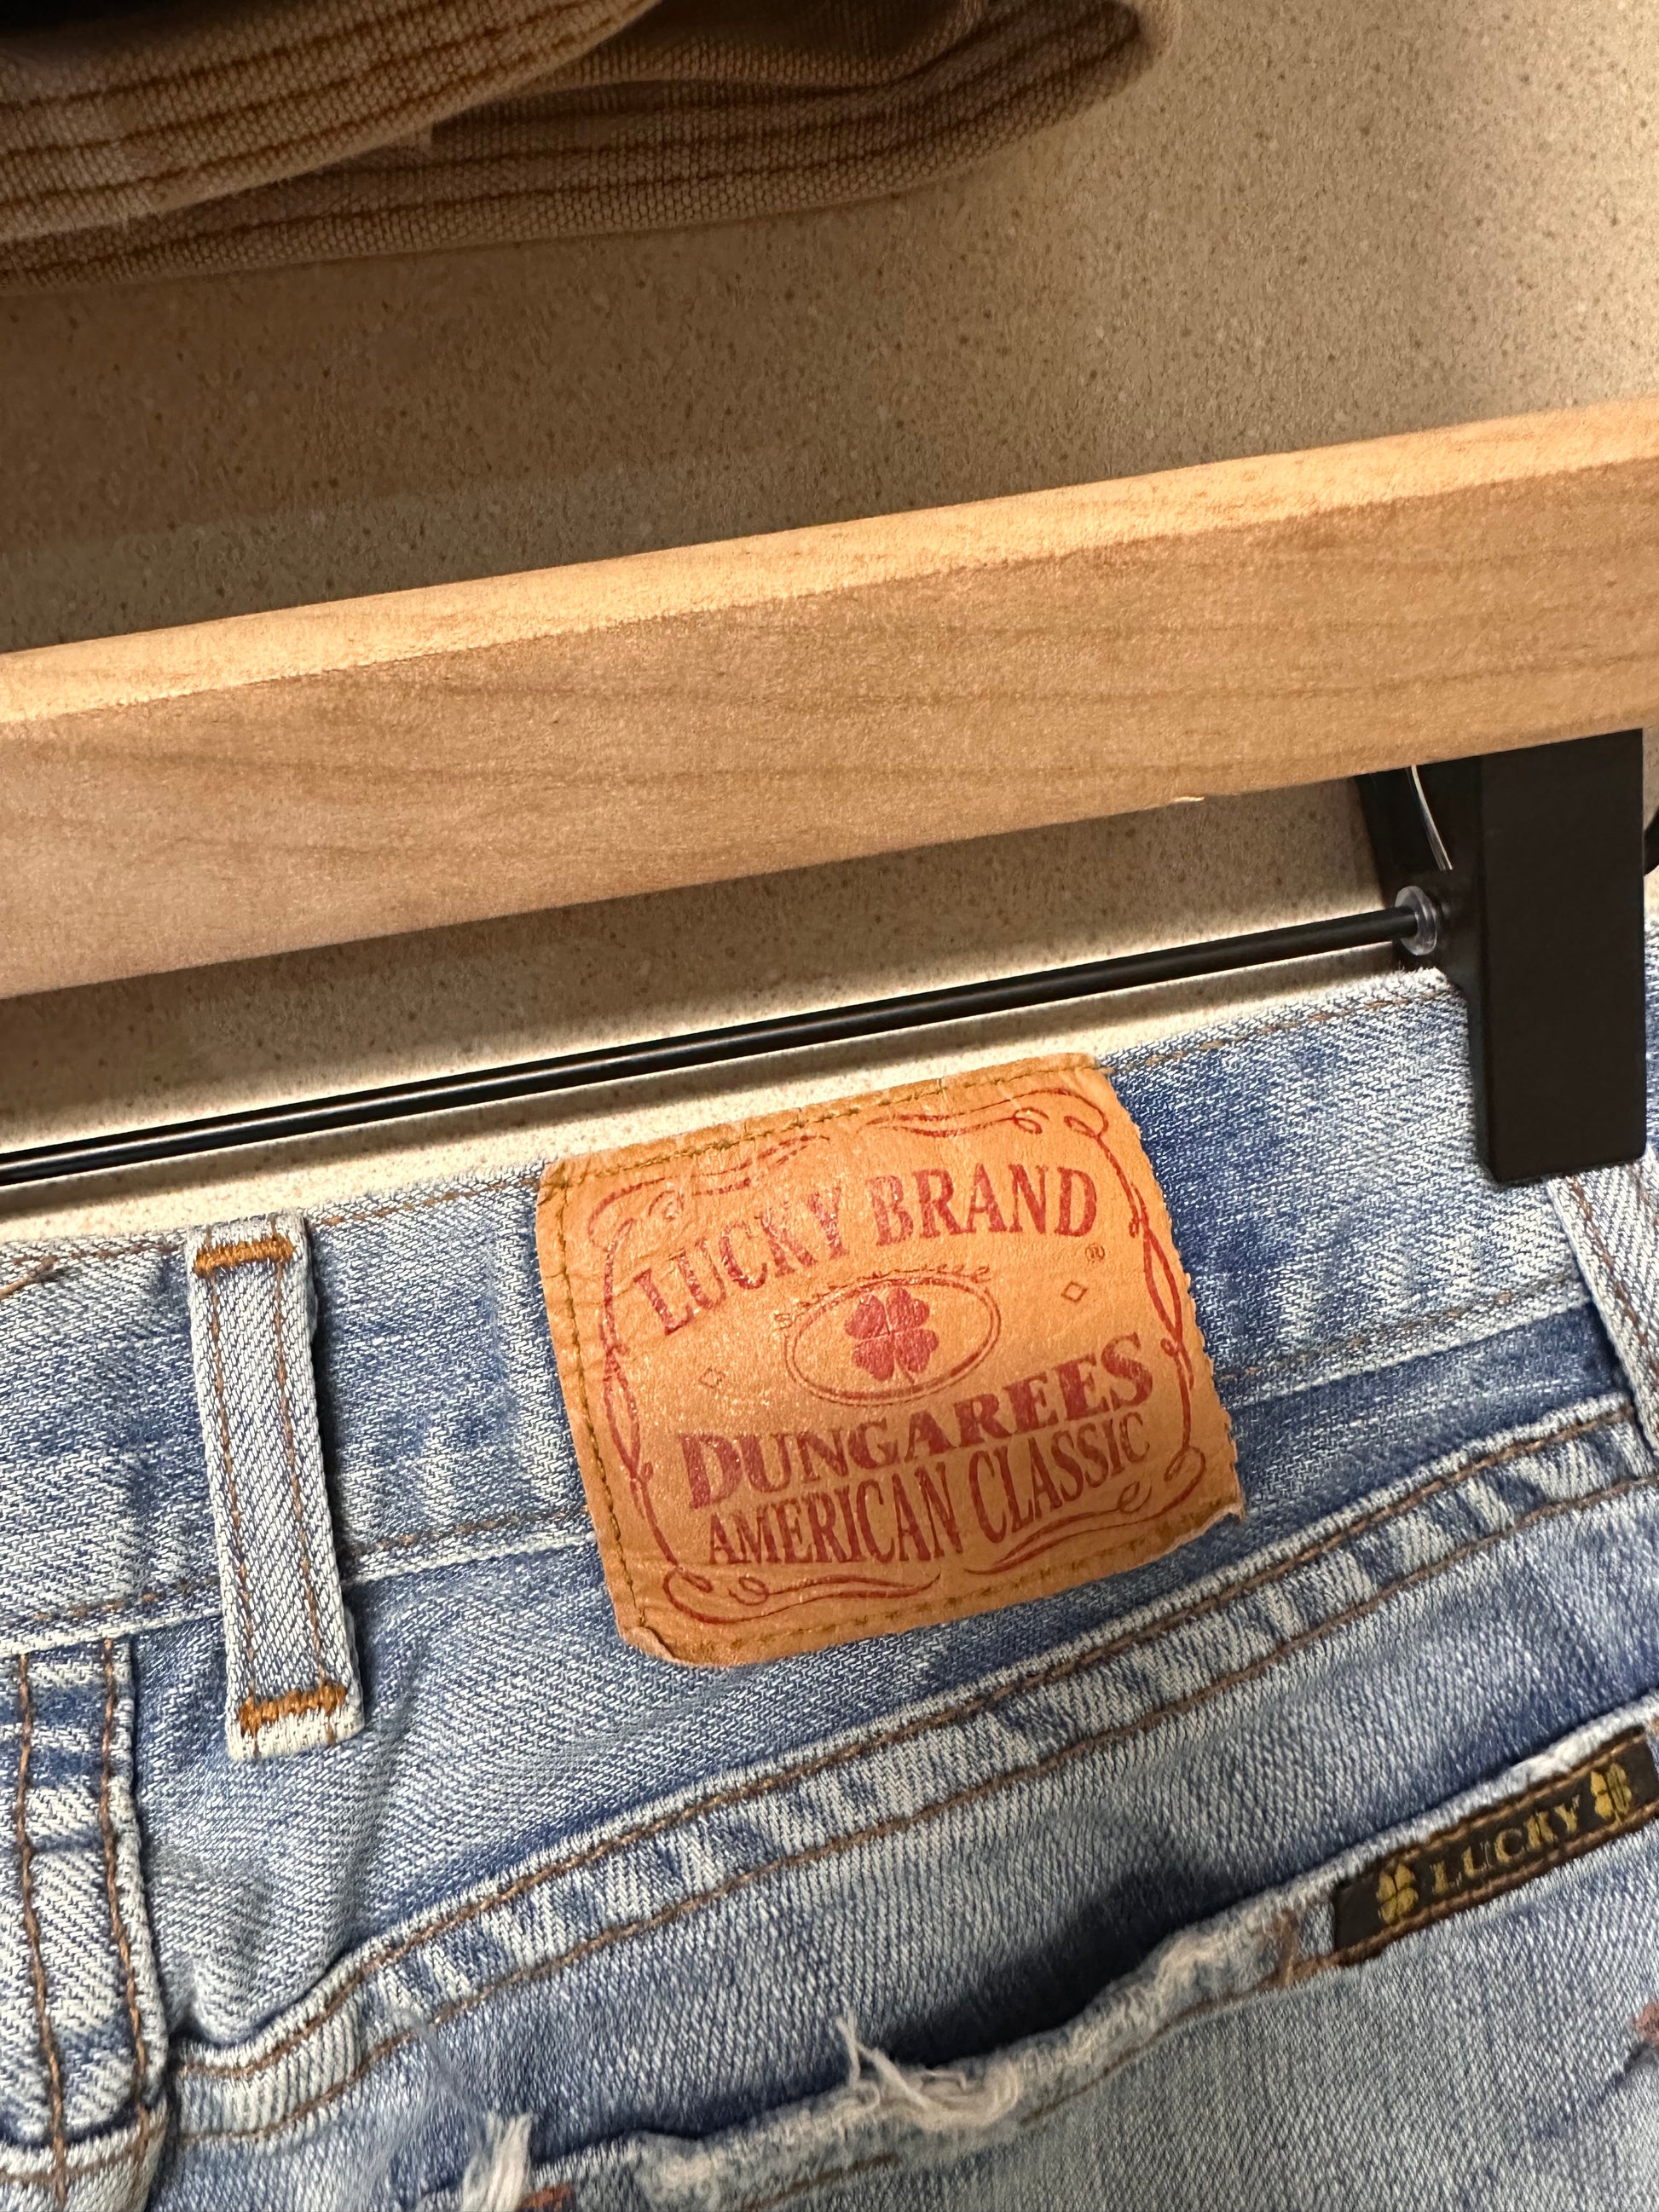 LUCKY BRAND
®
DUNGAREES
AMERICAN CLASSIC
LUCKY